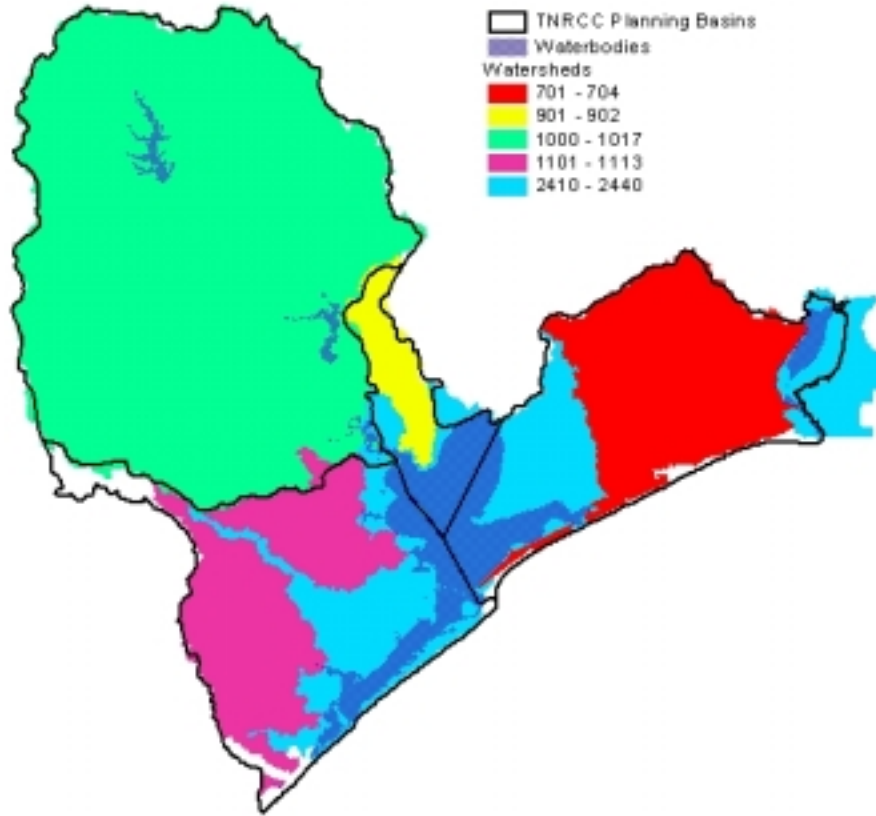 TNRCC Planning Basins
Waterbodies
Watersheds
701 - 704
901 - 902
1000 - 1017
1101 - 1113
2410 - 2440